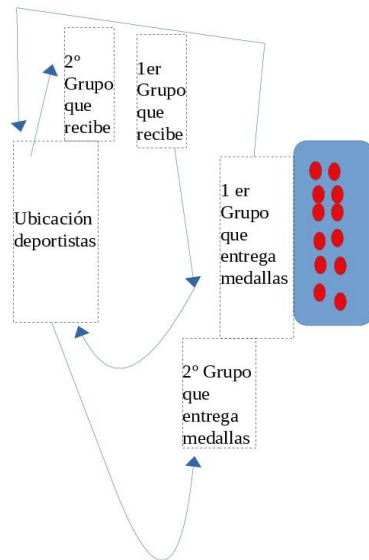 2º
Grupo
que
recibe
1er
Grupo
que
recibe
Ubicación
deportistas
1 er
Grupo
que
entrega
medallas
2º Grupo
que
entrega
medallas